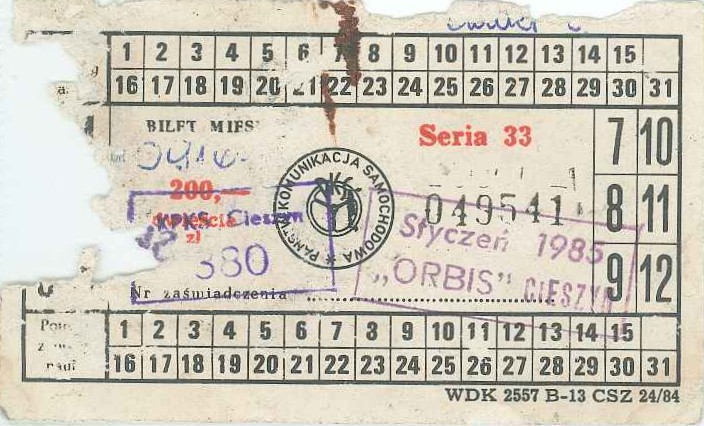 1 2 3 4 5 6 7 8 9 10 11 12 13 14 15
16 17 18 19 20 21 22 23 24 25 26 27 28 29 30 31
BILET MIES
Seria 33
7 10
200,—
zł
PAŃSTW. KOMUNIKACJA SAMOCHODOWA
049541
8 11
KPKS Cieszyn
380
Styczeń 1985
„ORBIS” CIESZYN
9 12
Nr zaświadczenia
1 2 3 4 5 6 7 8 9 10 11 12 13 14 15
16 17 18 19 20 21 22 23 24 25 26 27 28 29 30 31
WDK 2557 B-13 CSZ 24/84